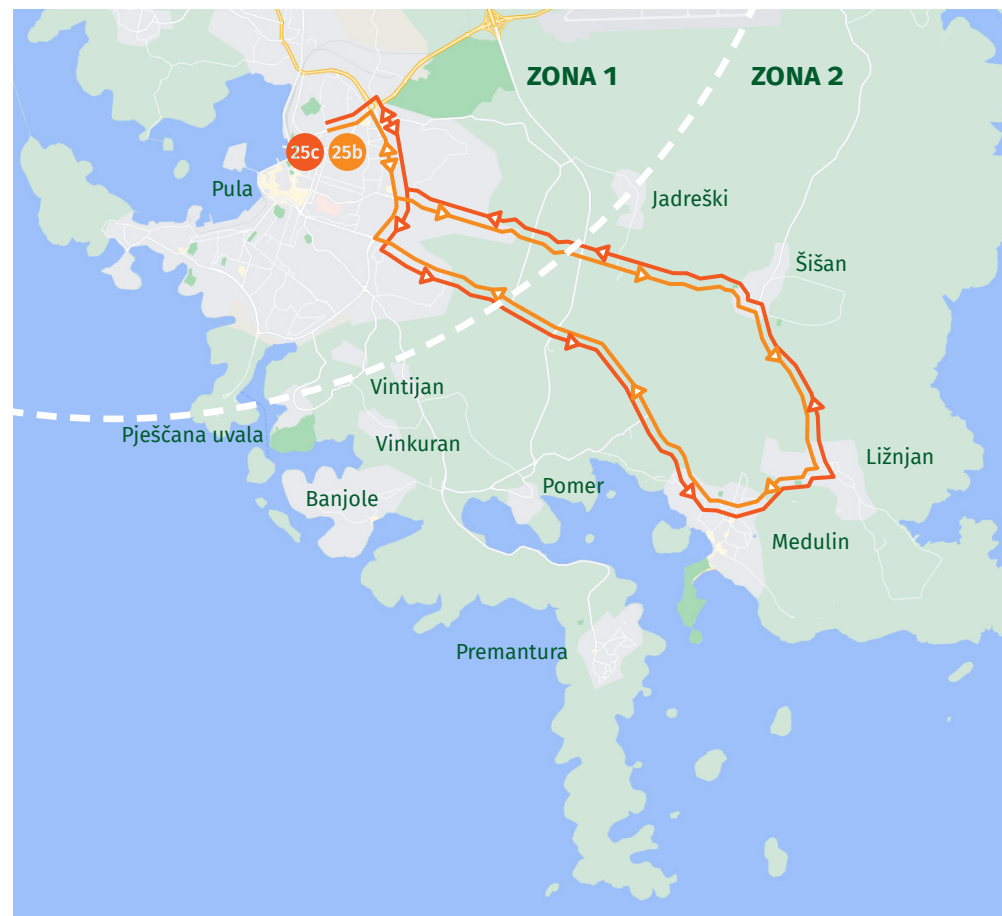 ZONA 1
ZONA 2
25c
25b
Pula
Jadreški
Šišan
Vintijan
Pješčana uvala
Vinkuran
Ližnjan
Banjole
Pomer
Medulin
Premantura